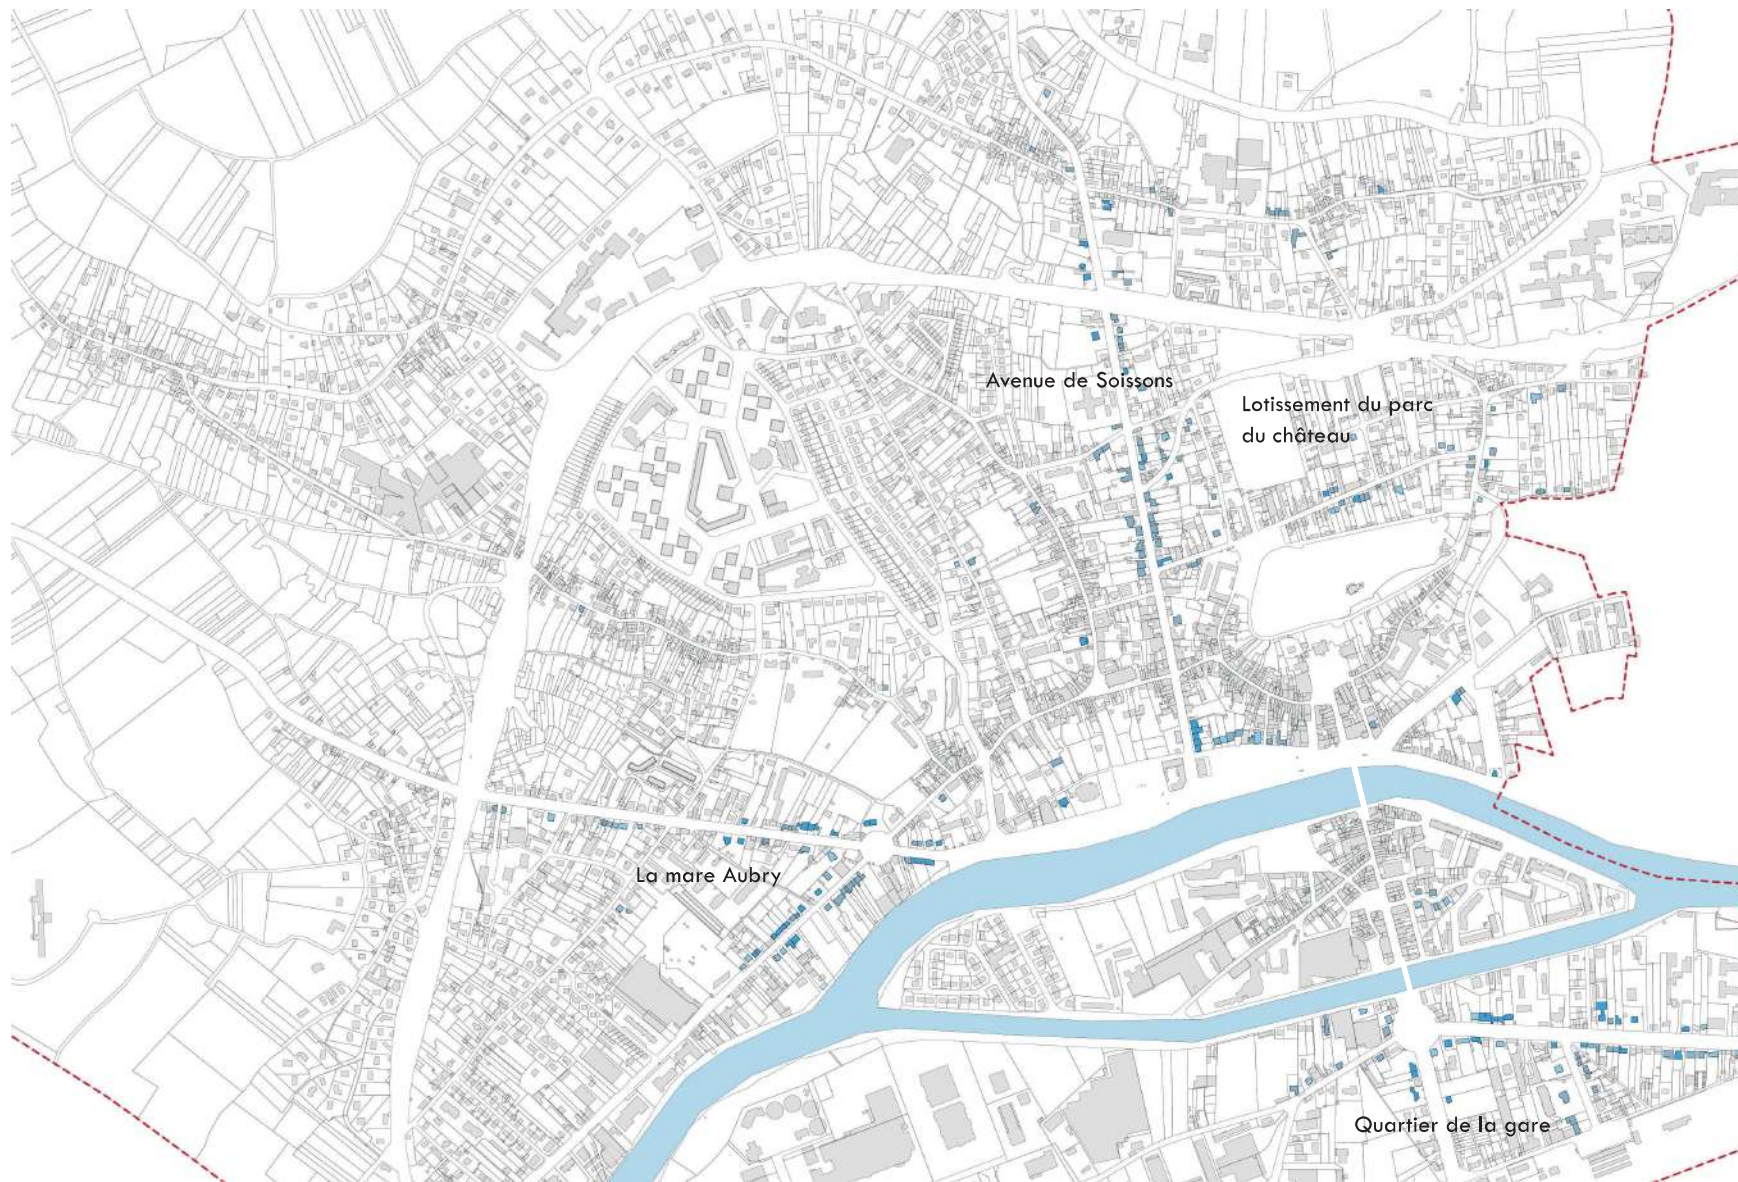 Avenue de Soissons
Lotissement du parc
du château
La mare Aubry
Quartier de la gare